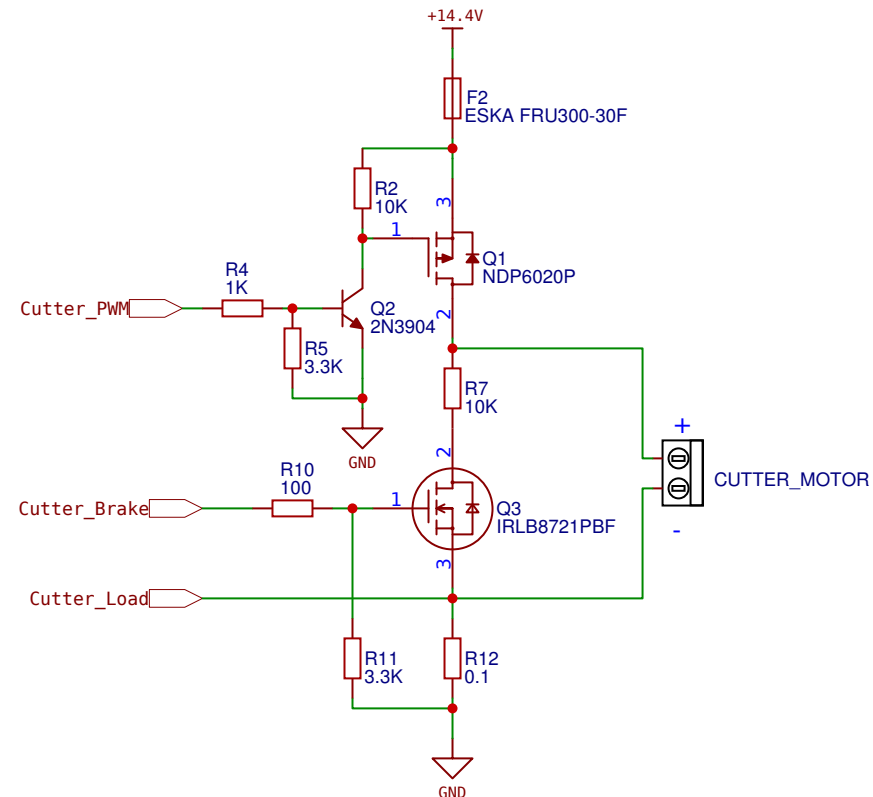 +14.4V
F2
ESKA FRU300-30F
R2
10K
3
1
Q1
NDP6020P
R4
1K
Cutter_PWM
Q2
2N3904
2
R5
3.3K
R7
10K
GND
+
2
CUTTER_MOTOR
R10
100
Cutter_Brake
1
Q3
IRLB8721PBF
-
3
Cutter_Load
R11
3.3K
R12
0.1
GND